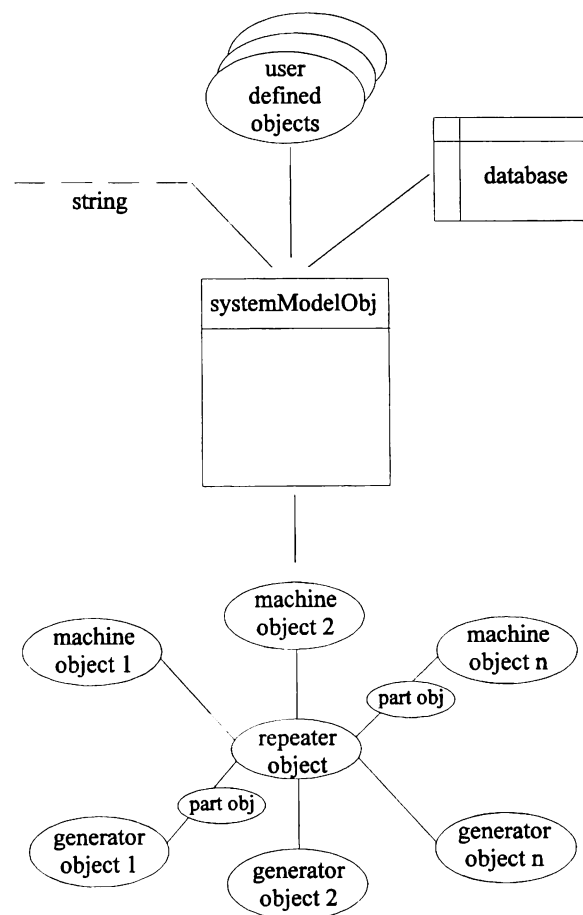 user
defined
objects
database
string
systemModelObj
machine
object 2
machine
object 1
machine
object n
part obj
repeater
object
part obj
generator
object 1
generator
object 2
generator
object n